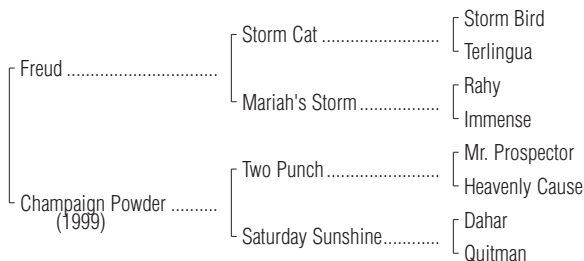 Storm Bird
Storm Cat ..............................
Terlingua
Freud ......................................
Rahy
Mariah's Storm ....................
Immense
Mr. Prospector
Two Punch ............................
Heavenly Cause
Champaign Powder ............
(1999)
Dahar
Saturday Sunshine..............
Quitman